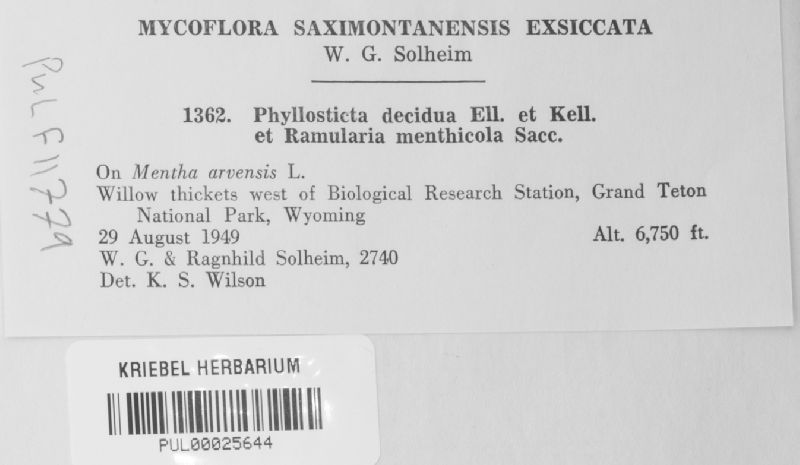 MYCOFLORA SAXIMONTANENSIS EXSICCATA
W. G. Solheim
1362. Phyllosticta decidua Ell. et Kell.
et Ramularia menthicola Sacc.
On Mentha arvensis L.
Willow thickets west of Biological Research Station, Grand Teton
National Park, Wyoming
29 August 1949 Alt. 6,750 ft.
W. G. & Ragnhild Solheim, 2740
Det. K. S. Wilson
PUL F11779
KRIEBEL HERBARIUM
PUL00025644